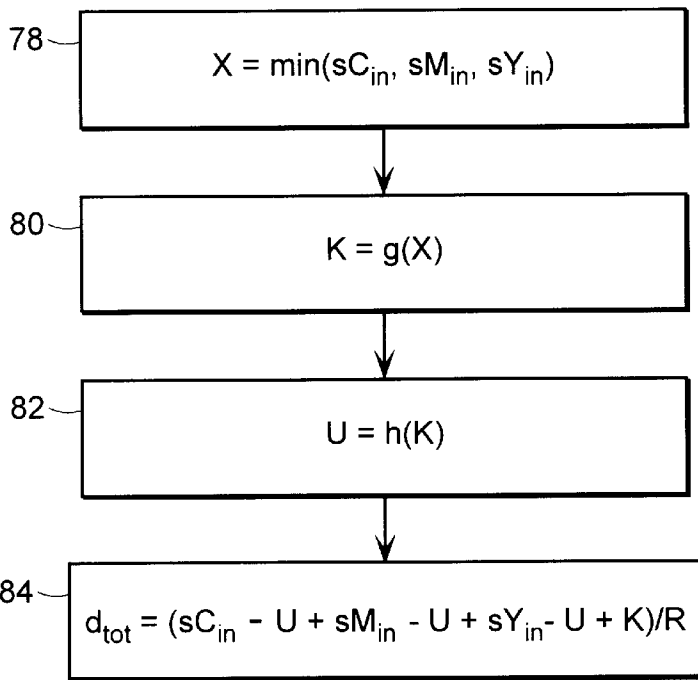 78
X = min(sC_in, sM_in, sY_in)
80
K = g(X)
82
U = h(K)
84
d_tot = (sC_in - U + sM_in - U + sY_in - U + K)/R